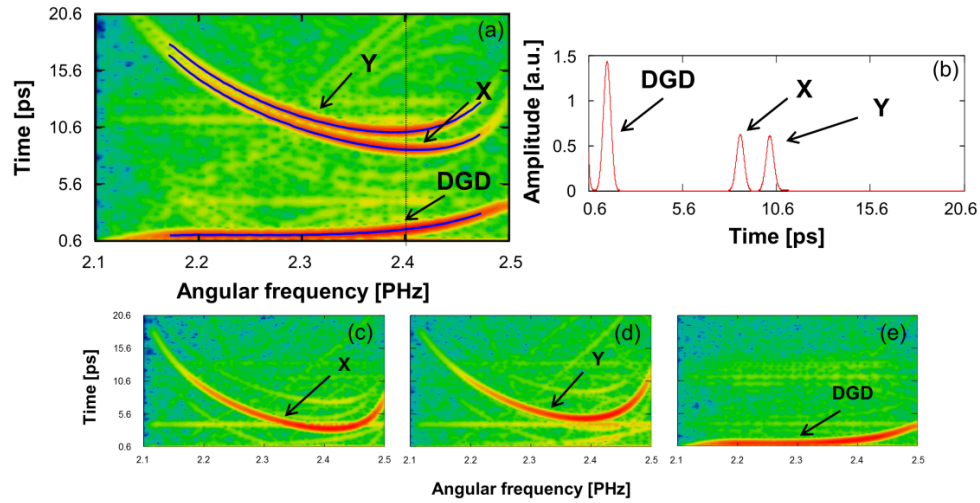 20.6
15.6
10.6
5.6
0.6
Time [ps]
(a)
Y
X
DGD
2.1 2.2 2.3 2.4 2.5
Angular frequency [PHz]
1.5
1
0.5
0
Amplitude [a.u.]
(b)
DGD
X
Y
0.6 5.6 10.6 15.6 20.6
Time [ps]
20.6
15.6
10.6
5.6
0.6
Time [ps]
(c)
X
2.1 2.2 2.3 2.4 2.5
(d)
Y
2.1 2.2 2.3 2.4 2.5
(e)
DGD
2.1 2.2 2.3 2.4 2.5
Angular frequency [PHz]